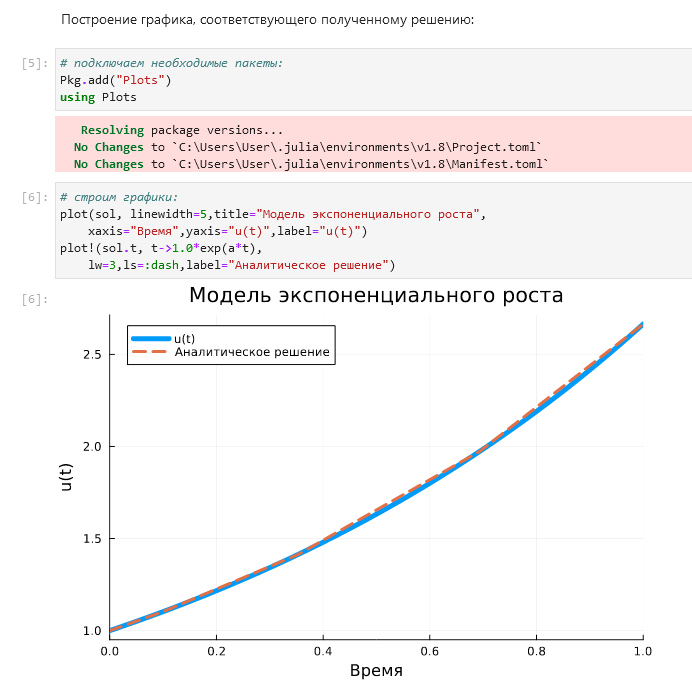 Построение графика, соответствующего полученному решению:
[5]: # подключаем необходимые пакеты:
Pkg.add("Plots")
using Plots
Resolving package versions...
No Changes to `C:\Users\User\.julia\environments\v1.8\Project.toml`
No Changes to `C:\Users\User\.julia\environments\v1.8\Manifest.toml`
[6]: # строим графики:
plot(sol, linewidth=5,title="Модель экспоненциального роста",
xaxis="Время",yaxis="u(t)",label="u(t)")
plot!(sol.t, t->1.0*exp(a*t),
lw=3,ls=:dash,label="Аналитическое решение")
[6]:
Модель экспоненциального роста
u(t)
Аналитическое решение
2.5
2.0
1.5
1.0
u(t)
0.0 0.2 0.4 0.6 0.8 1.0
Время